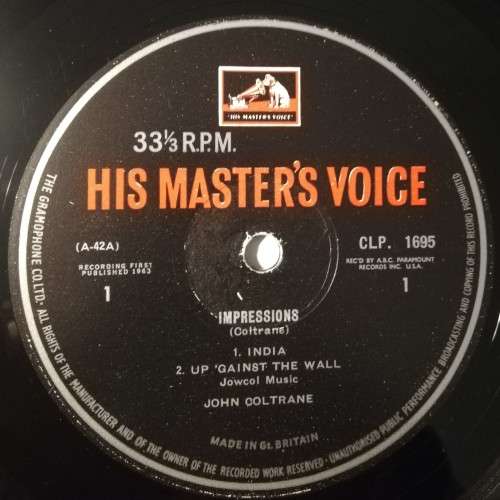 "HIS MASTER'S VOICE"
33⅓ R.P.M.
HIS MASTER'S VOICE
(A-42A)
CLP. 1695
RECORDING FIRST
PUBLISHED 1963
REC'D BY A.B.C. PARAMOUNT
RECORDS INC. U.S.A.
1
1
IMPRESSIONS
(Coltrane)
1. INDIA
2. UP 'GAINST THE WALL
Jowcol Music
JOHN COLTRANE
MADE IN Gt. BRITAIN
THE GRAMOPHONE CO. LTD. ALL RIGHTS OF THE MANUFACTURER AND OF THE OWNER OF THE RECORDED WORK RESERVED · UNAUTHORISED PUBLIC PERFORMANCE BROADCASTING AND COPYING OF THIS RECORD PROHIBITED